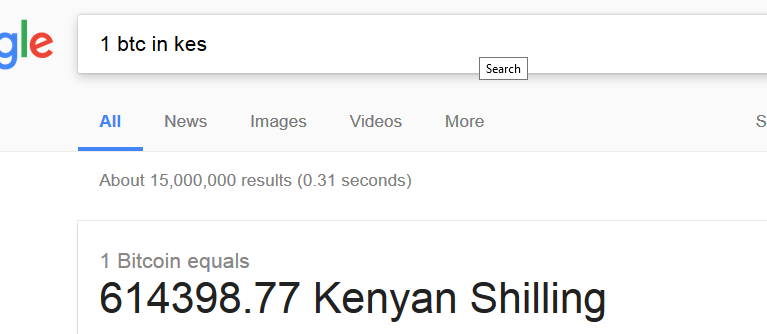 gle
1 btc in kes
Search
All News Images Videos More S
About 15,000,000 results (0.31 seconds)
1 Bitcoin equals
614398.77 Kenyan Shilling